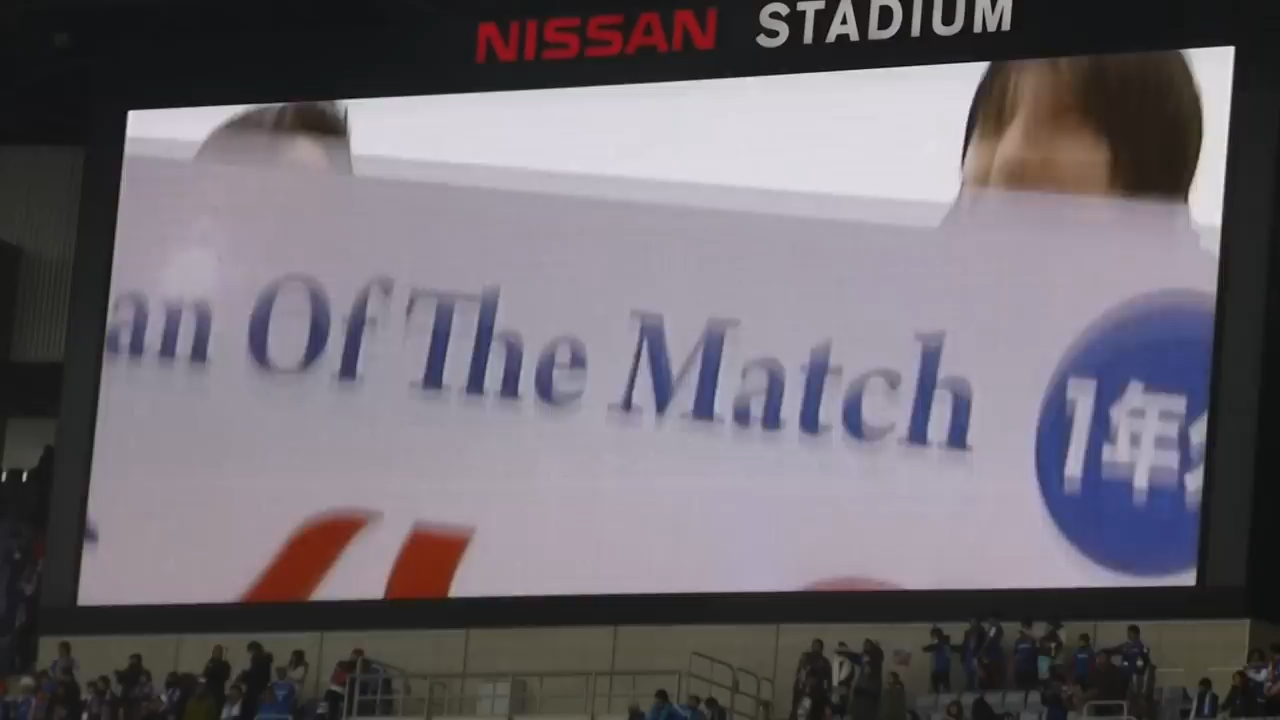 NISSAN STADIUM
an Of The Match
1年